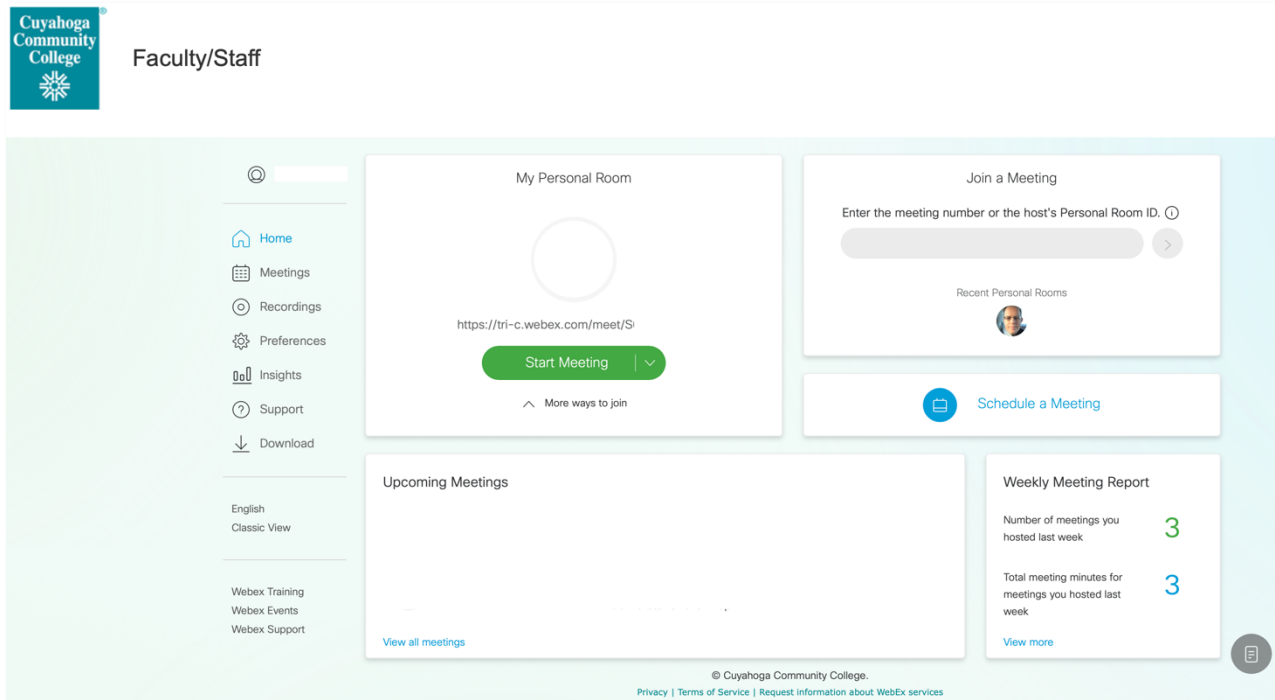 Cuyahoga
Community
College
®
Faculty/Staff
Home
Meetings
Recordings
Preferences
Insights
Support
Download
English
Classic View
Webex Training
Webex Events
Webex Support
My Personal Room
https://tri-c.webex.com/meet/S
Start Meeting
More ways to join
Join a Meeting
Enter the meeting number or the host's Personal Room ID.
Recent Personal Rooms
Schedule a Meeting
Upcoming Meetings
View all meetings
Weekly Meeting Report
Number of meetings you
hosted last week
3
Total meeting minutes for
meetings you hosted last
week
3
View more
© Cuyahoga Community College.
Privacy | Terms of Service | Request information about WebEx services